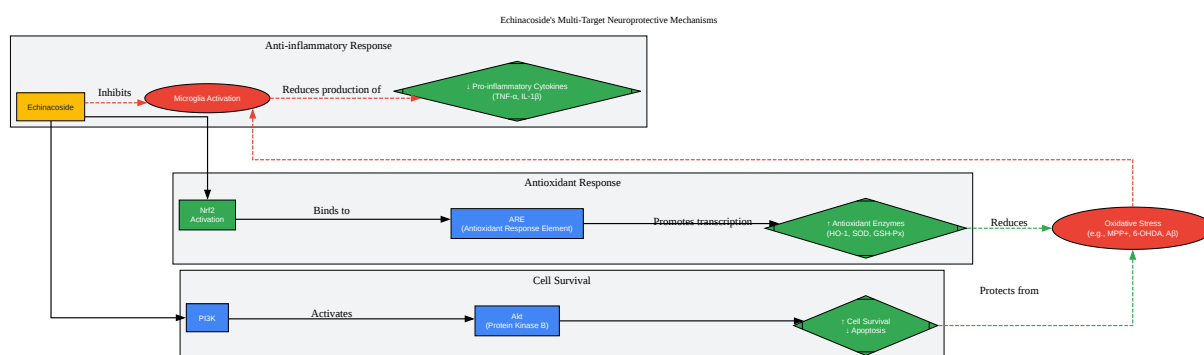 Echinacoside's Multi-Target Neuroprotective Mechanisms
Anti-inflammatory Response
Echinacoside
Inhibits
Microglia Activation
Reduces production of
↓ Pro-inflammatory Cytokines
(TNF-α, IL-1β)
Antioxidant Response
Nrf2
Activation
Binds to
ARE
(Antioxidant Response Element)
Promotes transcription
↑ Antioxidant Enzymes
(HO-1, SOD, GSH-Px)
Reduces
Oxidative Stress
(e.g., MPP+, 6-OHDA, Aβ)
Cell Survival
PI3K
Activates
Akt
(Protein Kinase B)
↑ Cell Survival
↓ Apoptosis
Protects from